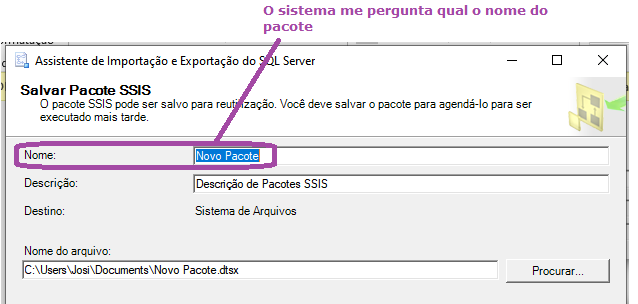 O sistema me pergunta qual o nome do
pacote
Assistente de Importação e Exportação do SQL Server
Salvar Pacote SSIS
O pacote SSIS pode ser salvo para reutilização. Você deve salvar o pacote para agendá-lo para ser
executado mais tarde.
Nome:
Novo Pacote
Descrição:
Descrição de Pacotes SSIS
Destino:
Sistema de Arquivos
Nome do arquivo:
C:\Users\Josi\Documents\Novo Pacote.dtsx
Procurar...